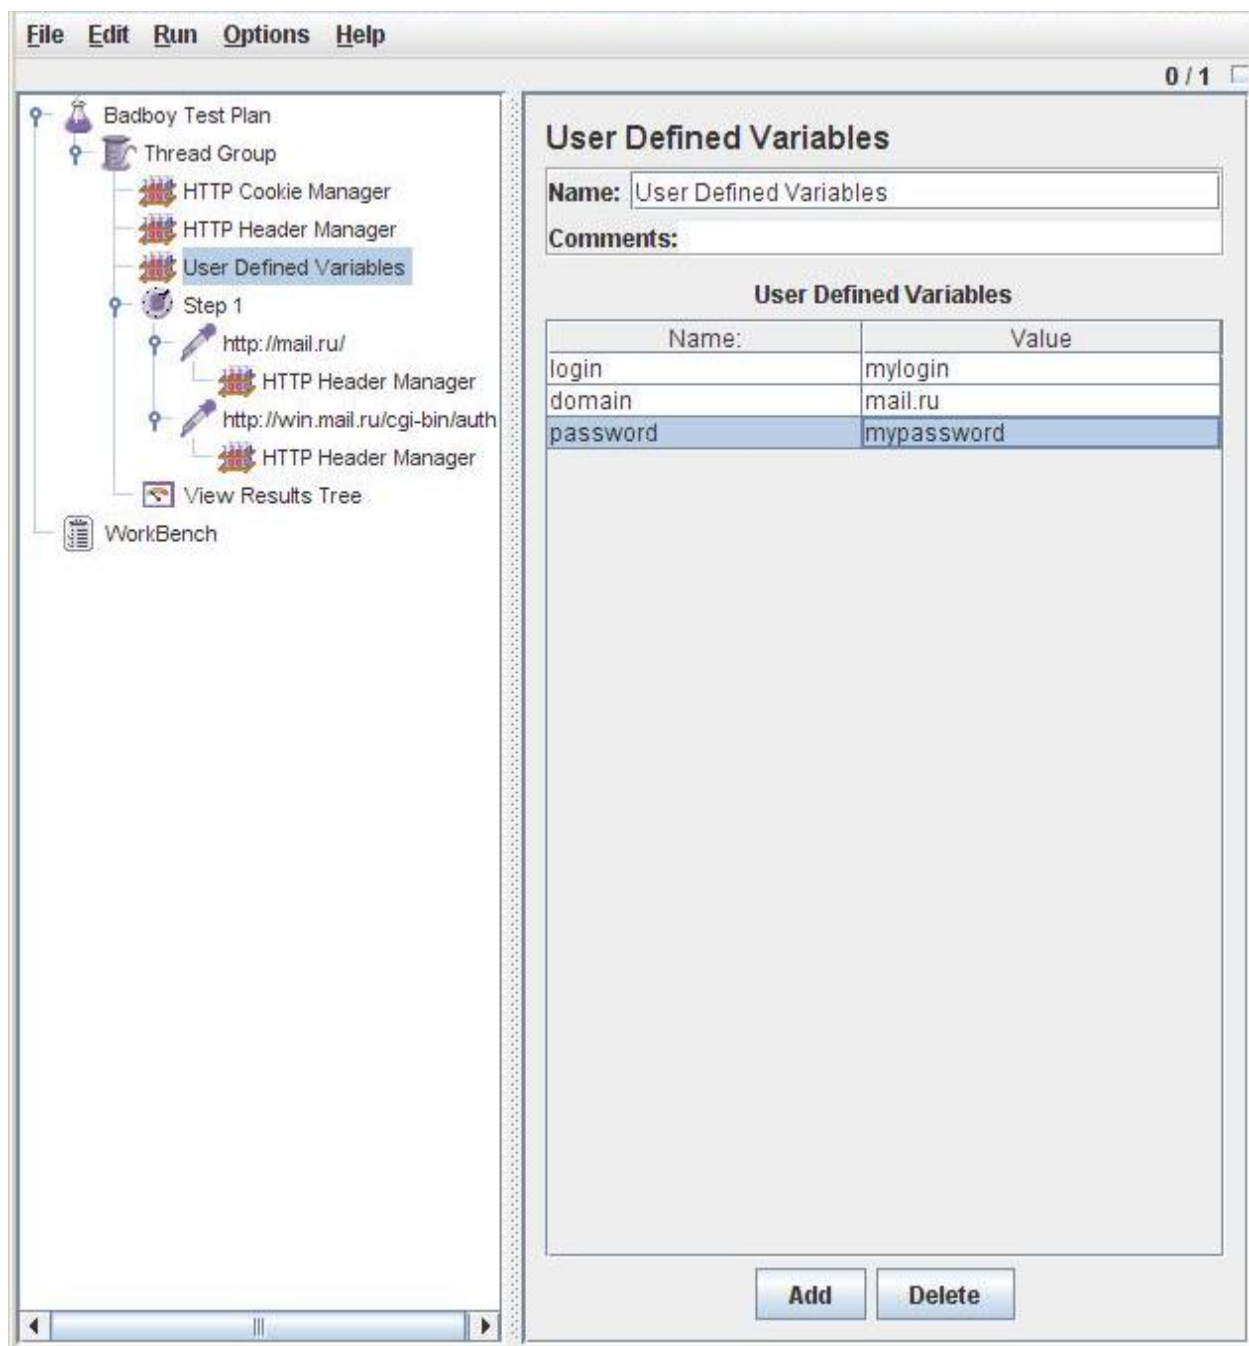 File Edit Run Options Help
0 / 1
Badboy Test Plan
Thread Group
HTTP Cookie Manager
HTTP Header Manager
User Defined Variables
Step 1
http://mail.ru/
HTTP Header Manager
http://win.mail.ru/cgi-bin/auth
HTTP Header Manager
View Results Tree
WorkBench
User Defined Variables
Name: User Defined Variables
Comments:
User Defined Variables
Name: Value
login mylogin
domain mail.ru
password mypassword
Add Delete